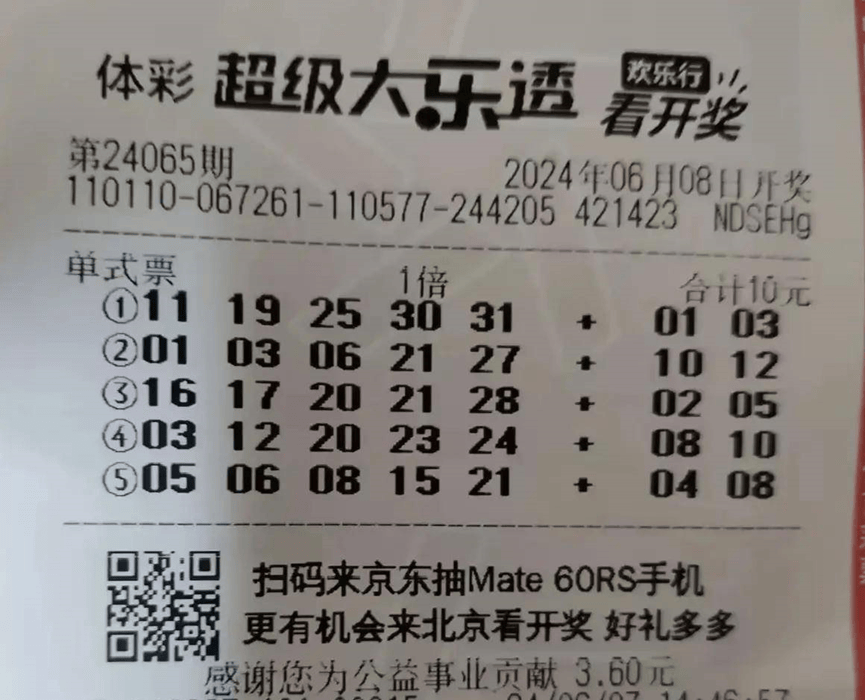 体彩 超级大乐透 欢乐行 看开奖
第24065期 2024年06月08日开奖
110110-067261-110577-244205 421423 NDSEHg
单式票 1倍 合计10元
①11 19 25 30 31 + 01 03
②01 03 06 21 27 + 10 12
③16 17 20 21 28 + 02 05
④03 12 20 23 24 + 08 10
⑤05 06 08 15 21 + 04 08
扫码来京东抽Mate 60RS手机
更有机会来北京看开奖 好礼多多
感谢您为公益事业贡献 3.60元
24/06/07 14:46:57